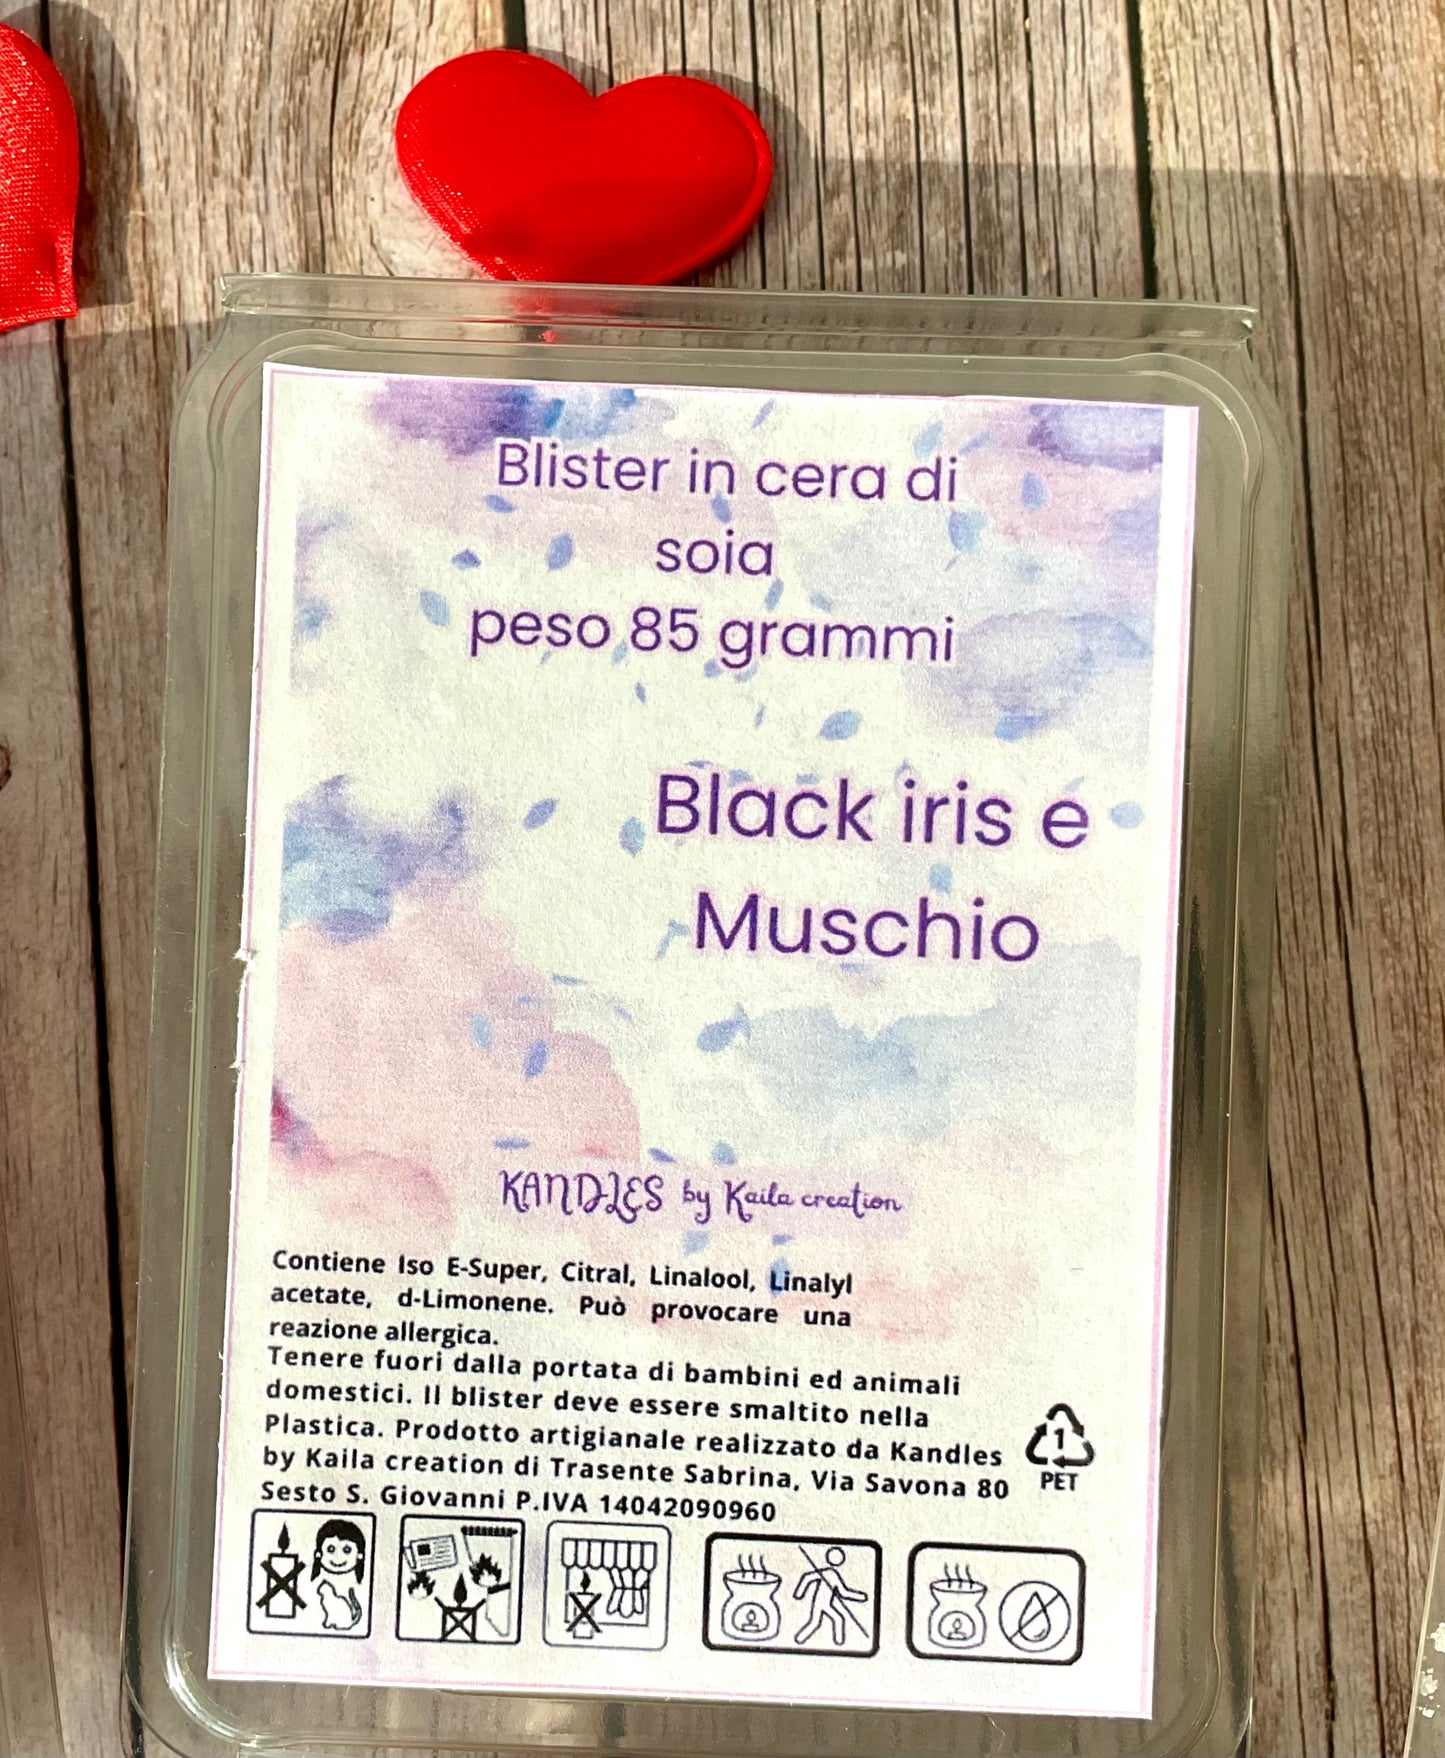 Blister in cera di
soia
peso 85 grammi
Black iris e
Muschio
KANDLES by Kaila creation
Contiene Iso E-Super, Citral, Linalool, Linalyl
acetate, d-Limonene. Può provocare una
reazione allergica.
Tenere fuori dalla portata di bambini ed animali
domestici. Il blister deve essere smaltito nella
Plastica. Prodotto artigianale realizzato da Kandles
by Kaila creation di Trasente Sabrina, Via Savona 80
Sesto S. Giovanni P.IVA 14042090960
1
PET